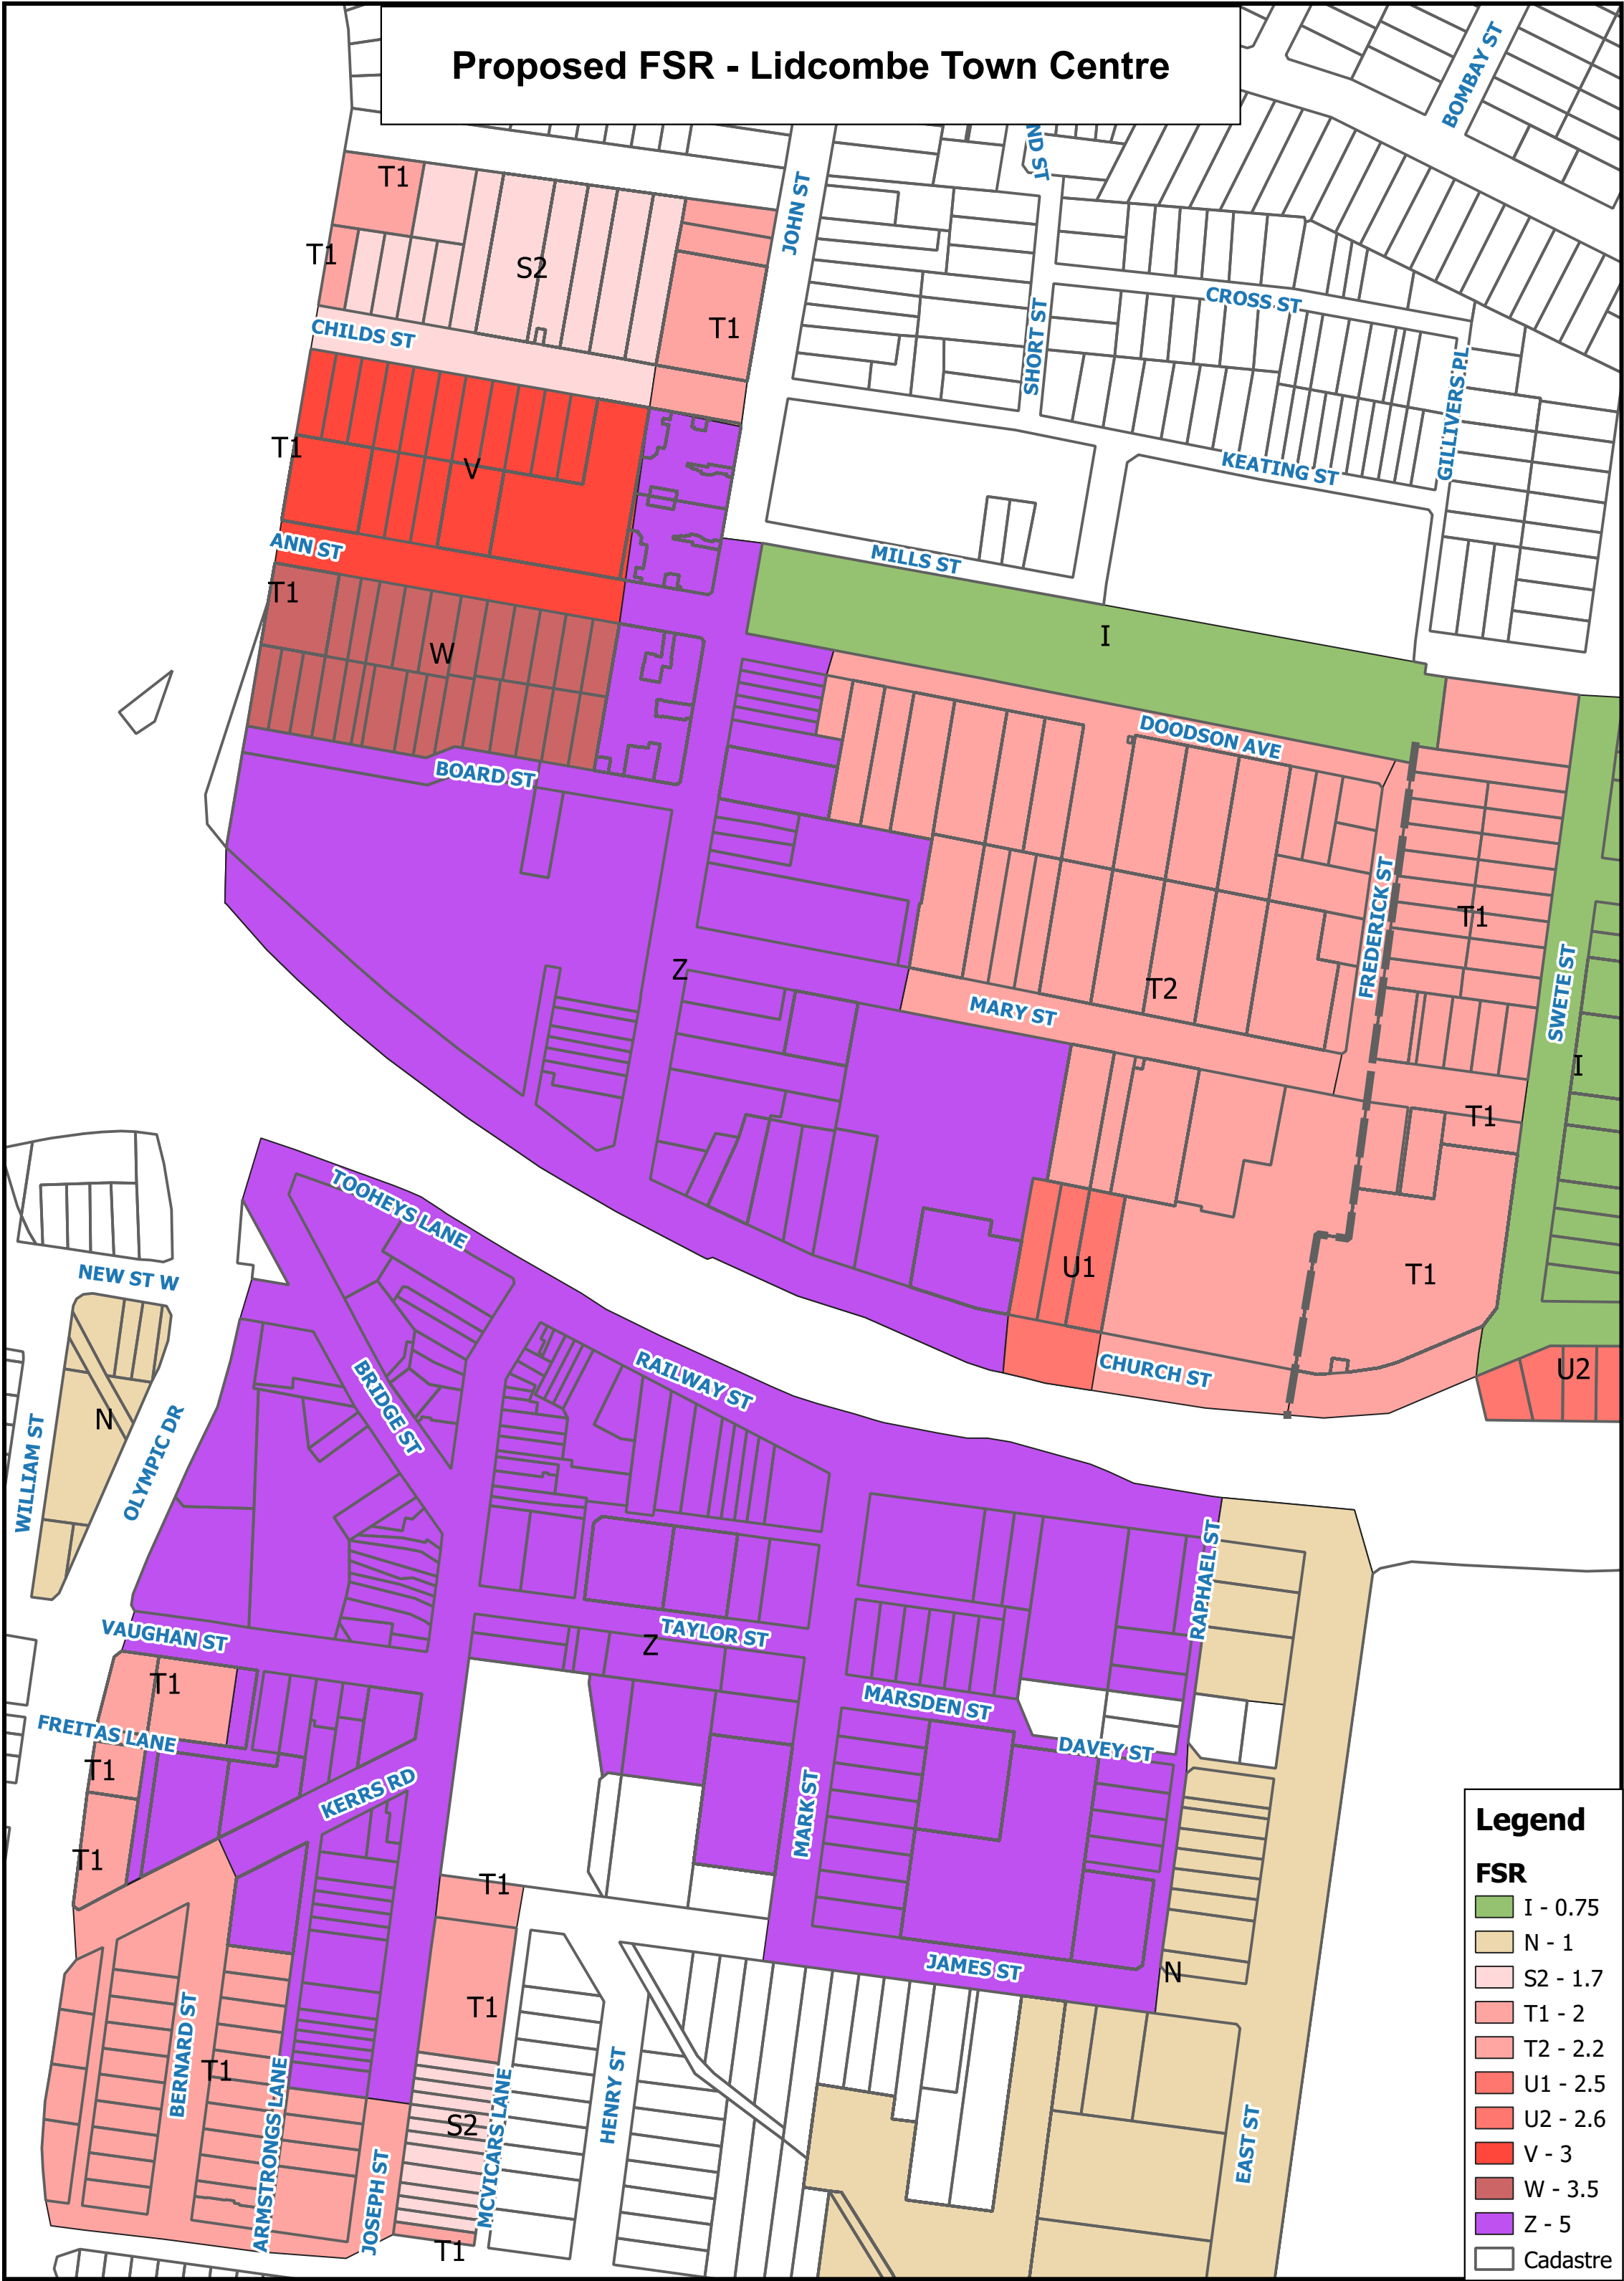 Proposed FSR - Lidcombe Town Centre
BOMBAY ST
ND ST
T1
JOHN ST
T1
S2
CROSS ST
T1
CHILDS ST
SHORT ST
GILLIVERS PL
T1
V
KEATING ST
ANN ST
MILLS ST
T1
I
W
DOODSON AVE
BOARD ST
FREDERICK ST
T1
Z
T2
SWETE ST
MARY ST
I
T1
TOOHEYS LANE
U1
T1
NEW ST W
RAILWAY ST
CHURCH ST
U2
BRIDGE ST
N
OLYMPIC DR
WILLIAM ST
RAPHAEL ST
VAUGHAN ST
TAYLOR ST
Z
T1
MARSDEN ST
FREITAS LANE
DAVEY ST
T1
KERRS RD
MARK ST
T1
T1
JAMES ST
N
T1
BERNARD ST
T1
ARMSTRONGS LANE
S2
MCVICARS LANE
HENRY ST
EAST ST
JOSEPH ST
T1
Legend
FSR
I - 0.75
N - 1
S2 - 1.7
T1 - 2
T2 - 2.2
U1 - 2.5
U2 - 2.6
V - 3
W - 3.5
Z - 5
Cadastre